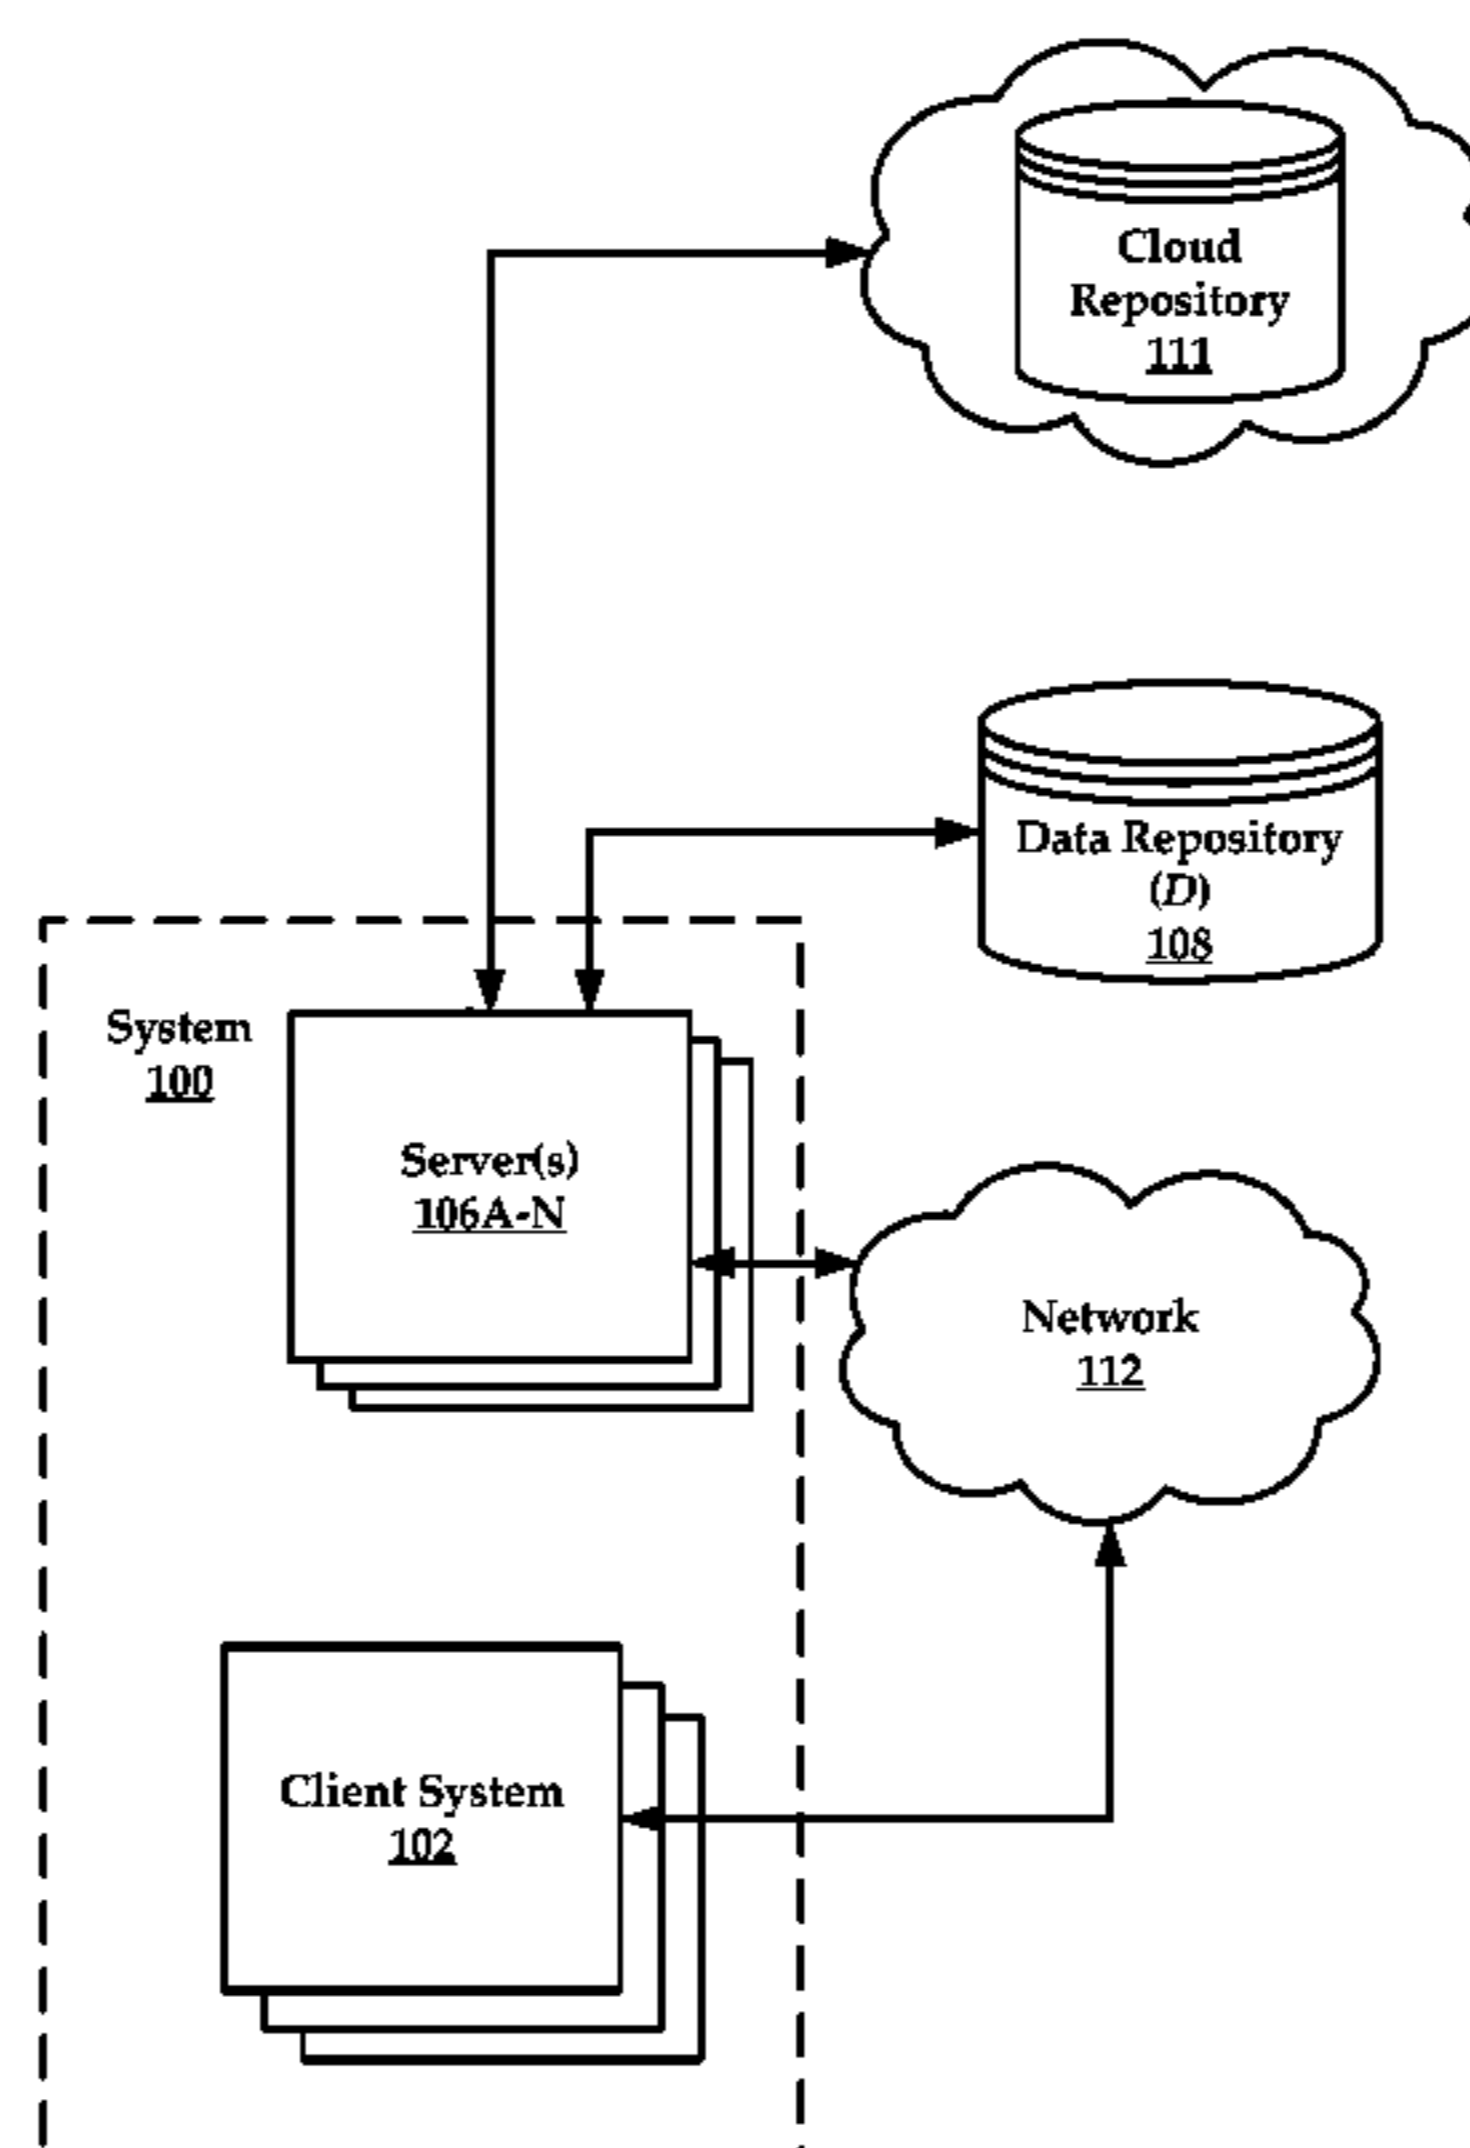 Cloud
Repository
111
Data Repository
(D)
108
System
100
Server(s)
106A-N
Network
112
Client System
102